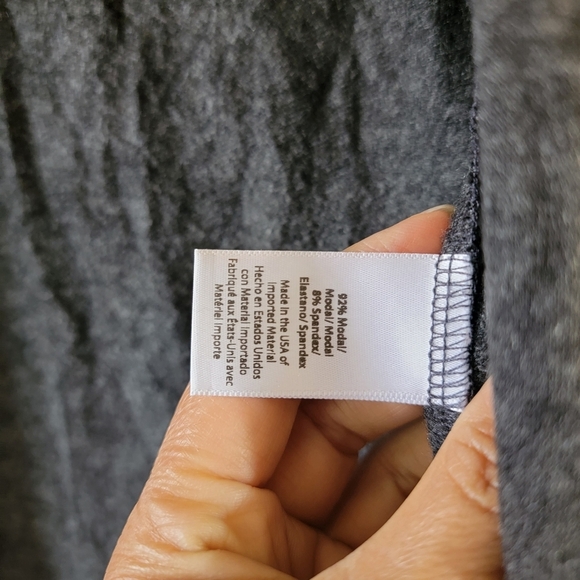 92% Modal/
Modal/ Modal
8% Spandex/
Elastano/ Spandex
Made in the USA of
Imported Material
Hecho en Estados Unidos
con Material Importado
Fabriqué aux États-Unis avec
Matériel Importe